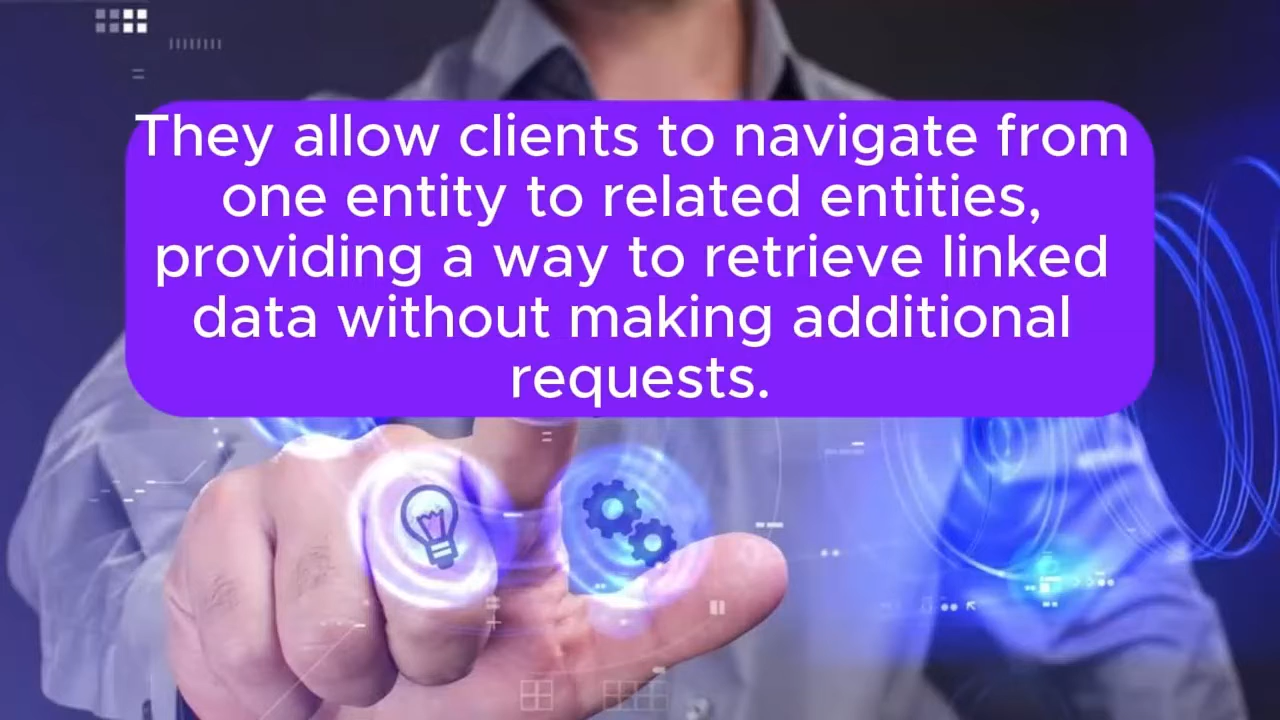 They allow clients to navigate from
one entity to related entities,
providing a way to retrieve linked
data without making additional
requests.